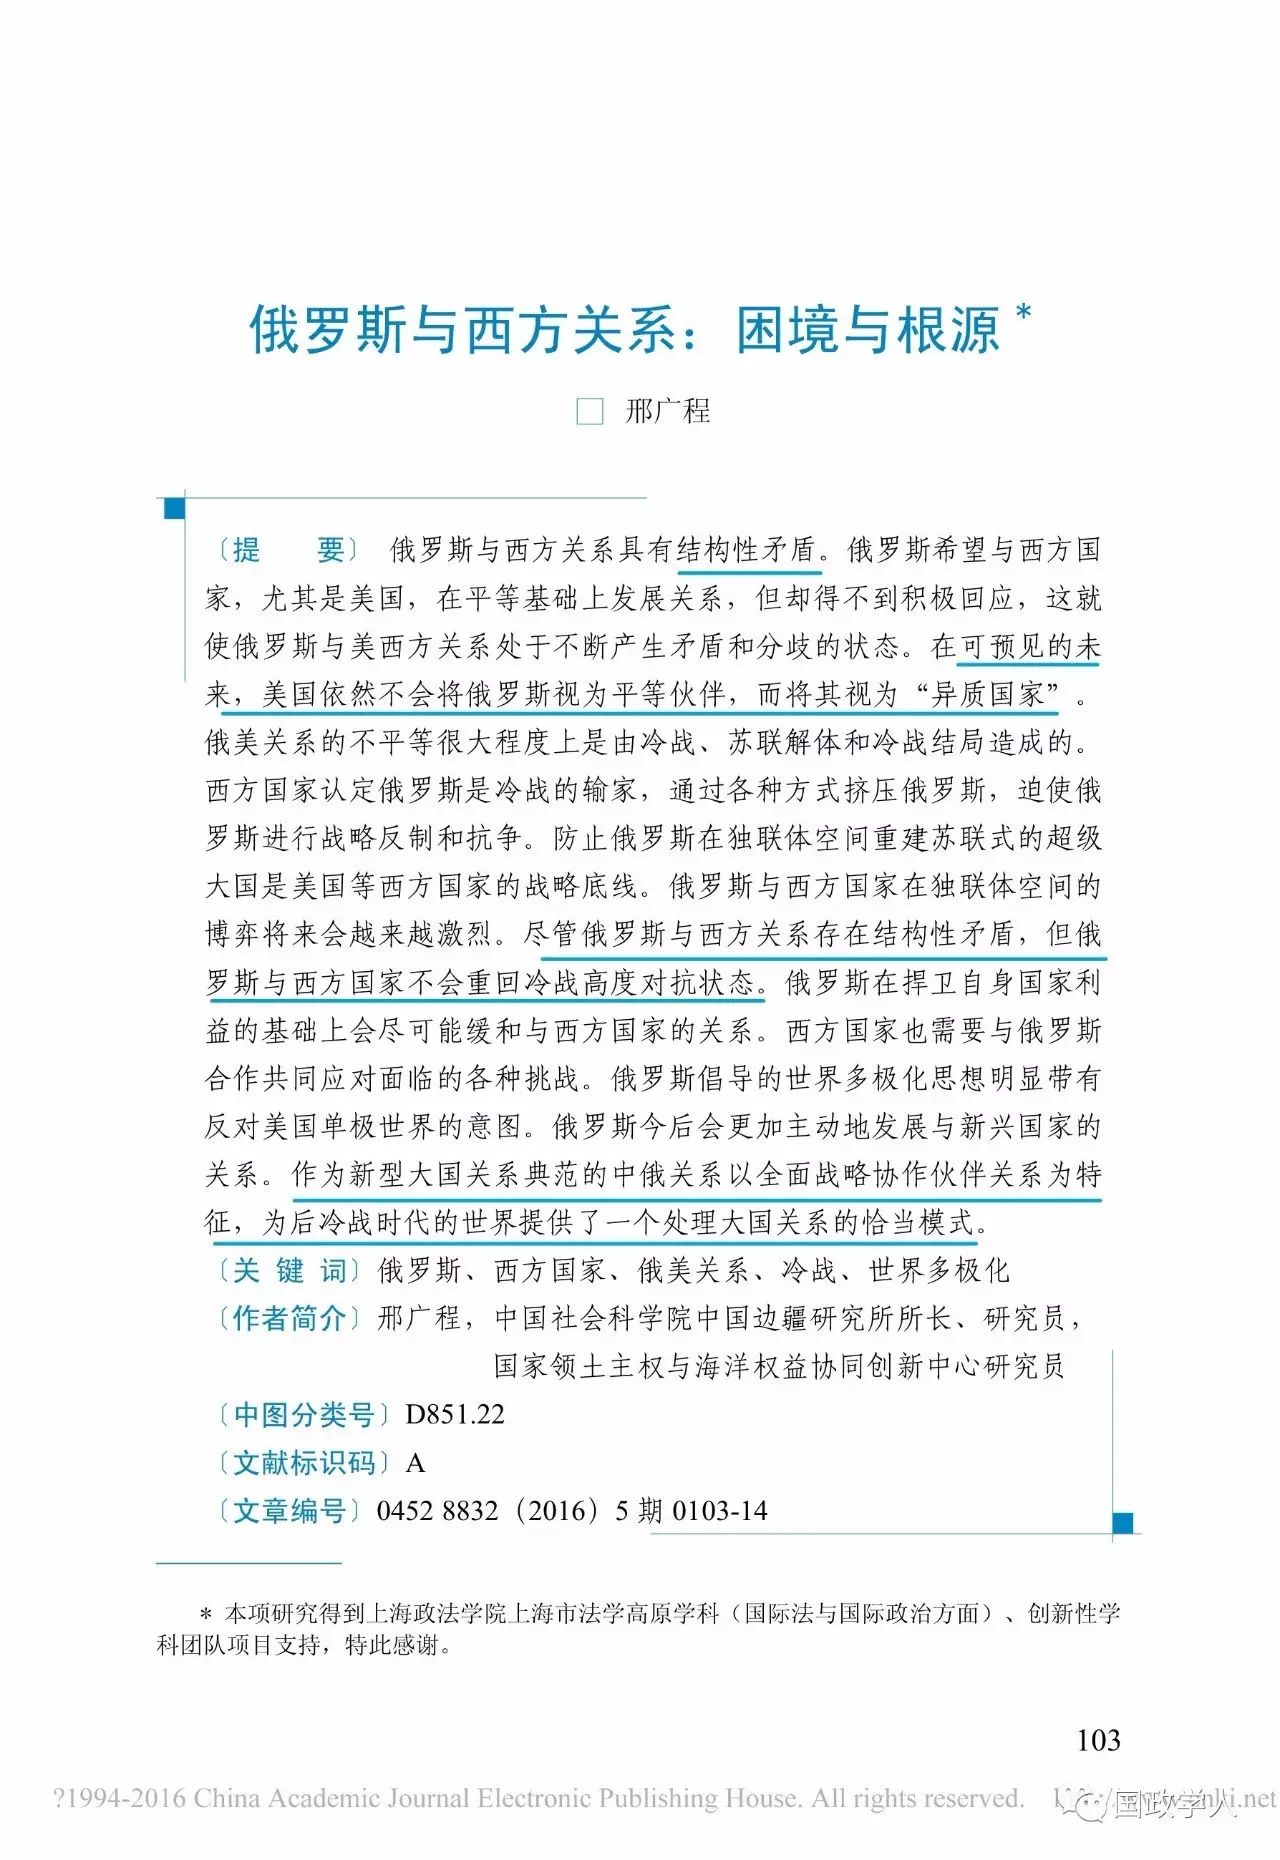 俄罗斯与西方关系：困境与根源*
□ 邢广程
〔提　要〕 俄罗斯与西方关系具有结构性矛盾。俄罗斯希望与西方国
家，尤其是美国，在平等基础上发展关系，但却得不到积极回应，这就
使俄罗斯与美西方关系处于不断产生矛盾和分歧的状态。在可预见的未
来，美国依然不会将俄罗斯视为平等伙伴，而将其视为“异质国家”。
俄美关系的不平等很大程度上是由冷战、苏联解体和冷战结局造成的。
西方国家认定俄罗斯是冷战的输家，通过各种方式挤压俄罗斯，迫使俄
罗斯进行战略反制和抗争。防止俄罗斯在独联体空间重建苏联式的超级
大国是美国等西方国家的战略底线。俄罗斯与西方国家在独联体空间的
博弈将来会越来越激烈。尽管俄罗斯与西方关系存在结构性矛盾，但俄
罗斯与西方国家不会重回冷战高度对抗状态。俄罗斯在捍卫自身国家利
益的基础上会尽可能缓和与西方国家的关系。西方国家也需要与俄罗斯
合作共同应对面临的各种挑战。俄罗斯倡导的世界多极化思想明显带有
反对美国单极世界的意图。俄罗斯今后会更加主动地发展与新兴国家的
关系。作为新型大国关系典范的中俄关系以全面战略协作伙伴关系为特
征，为后冷战时代的世界提供了一个处理大国关系的恰当模式。
〔关 键 词〕俄罗斯、西方国家、俄美关系、冷战、世界多极化
〔作者简介〕邢广程，中国社会科学院中国边疆研究所所长、研究员，
国家领土主权与海洋权益协同创新中心研究员
〔中图分类号〕D851.22
〔文献标识码〕A
〔文章编号〕0452 8832（2016）5 期 0103-14
* 本项研究得到上海政法学院上海市法学高原学科（国际法与国际政治方面）、创新性学
科团队项目支持，特此感谢。
103
?1994-2016 China Academic Journal Electronic Publishing House. All rights reserved.
国政学人